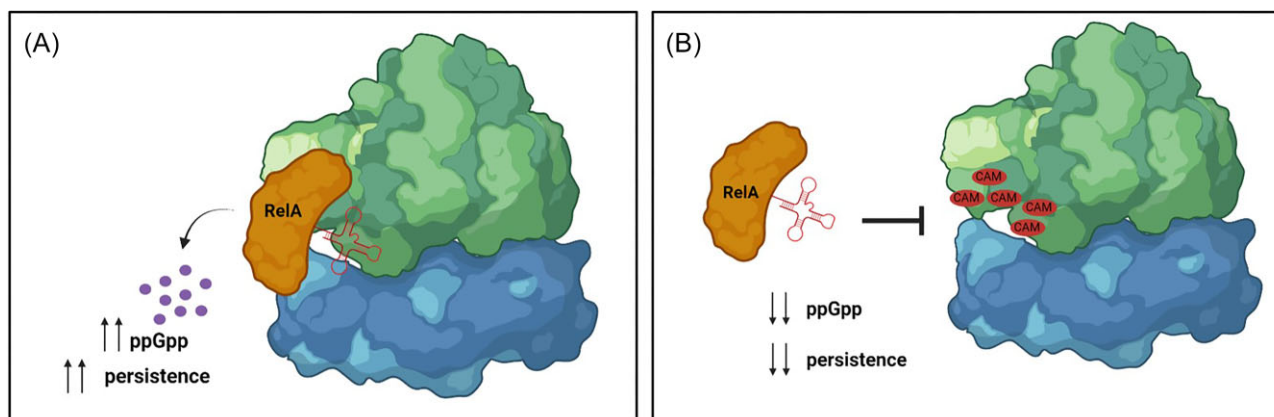 (A)
RelA
ppGpp
persistence
(B)
RelA
CAM
CAM
CAM
CAM
CAM
ppGpp
persistence